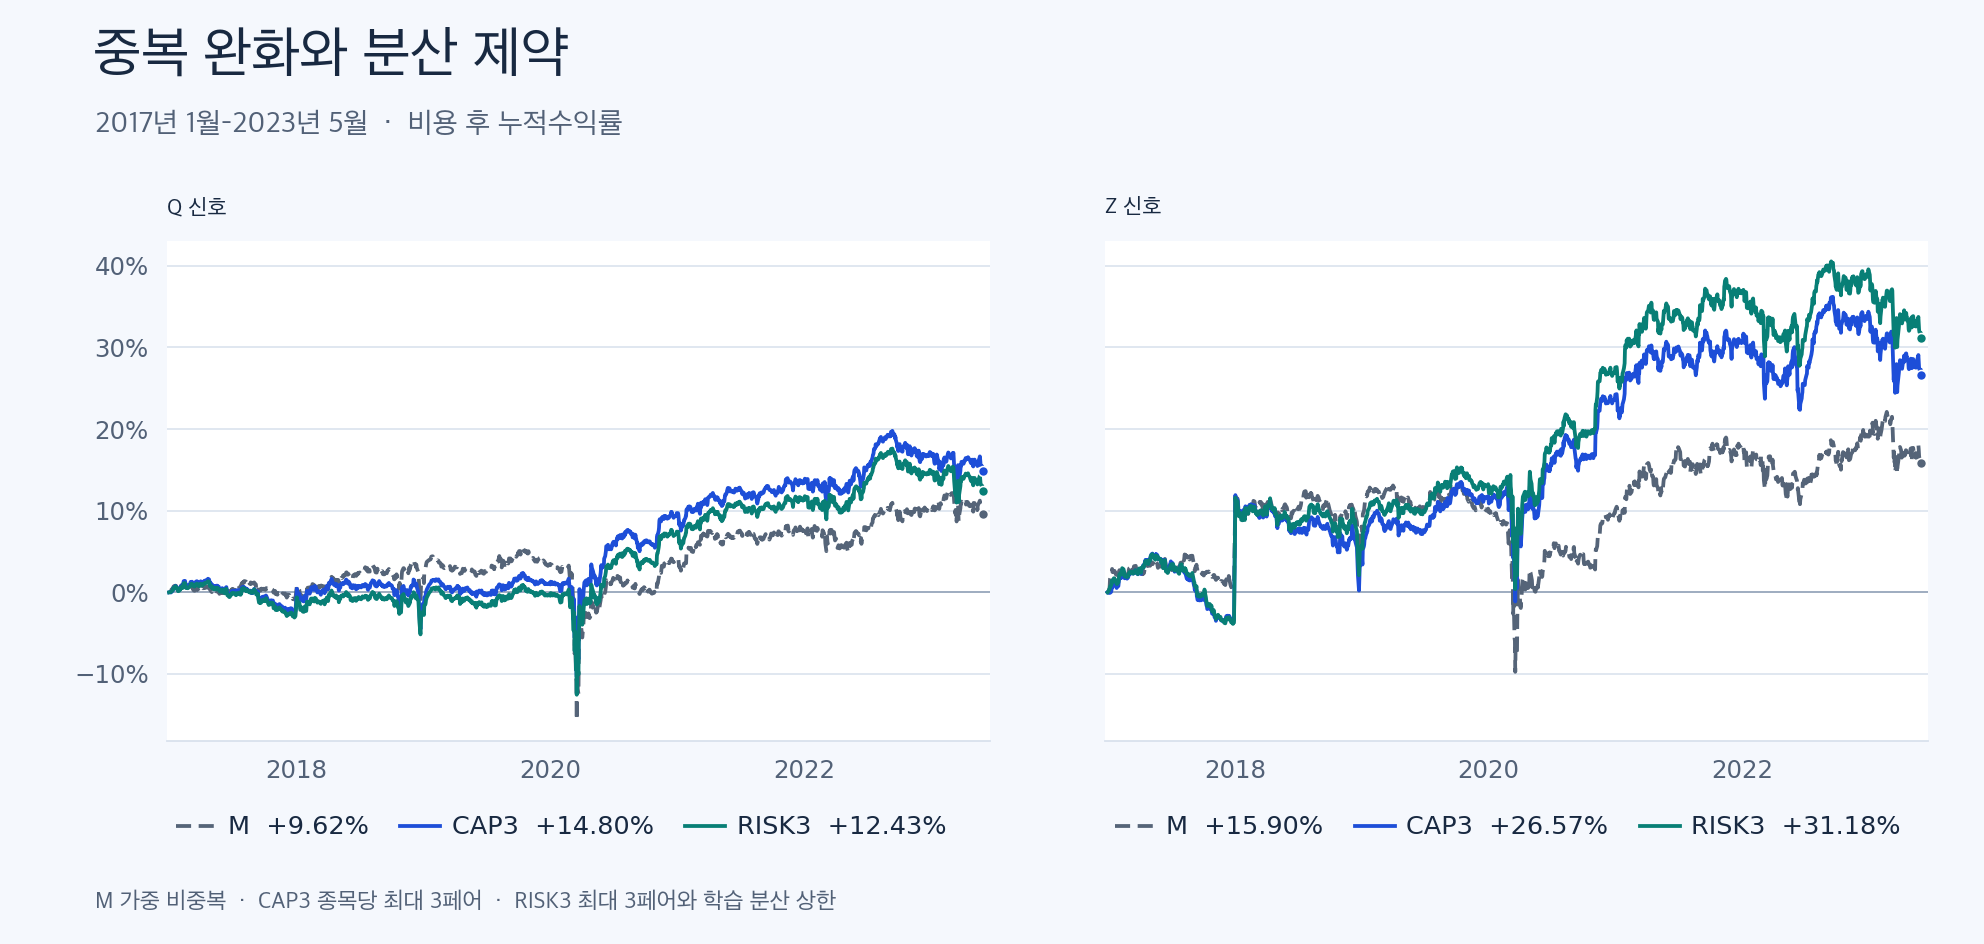 중복 완화와 분산 제약
2017년 1월-2023년 5월 · 비용 후 누적수익률
Q 신호
40%
30%
20%
10%
0%
−10%
2018 2020 2022
M +9.62% CAP3 +14.80% RISK3 +12.43%
Z 신호
2018 2020 2022
M +15.90% CAP3 +26.57% RISK3 +31.18%
M 가중 비중복 · CAP3 종목당 최대 3페어 · RISK3 최대 3페어와 학습 분산 상한